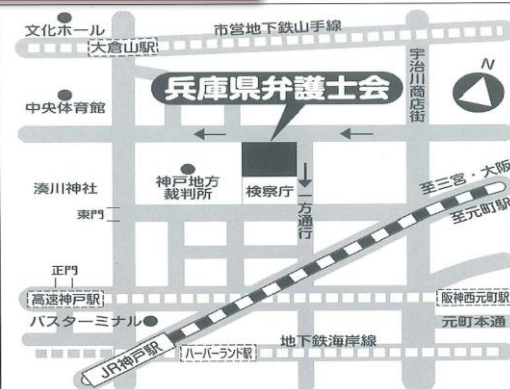 文化ホール
市営地下鉄山手線
大倉山駅
宇治川商店街
N
兵庫県弁護士会
中央体育館
湊川神社
神戸地方
裁判所
検察庁
一方通行
至三宮・大阪
至元町駅
東門
正門
高速神戸駅
阪神西元町駅
バスターミナル
元町本通
地下鉄海岸線
JR神戸駅
ハーバーランド駅